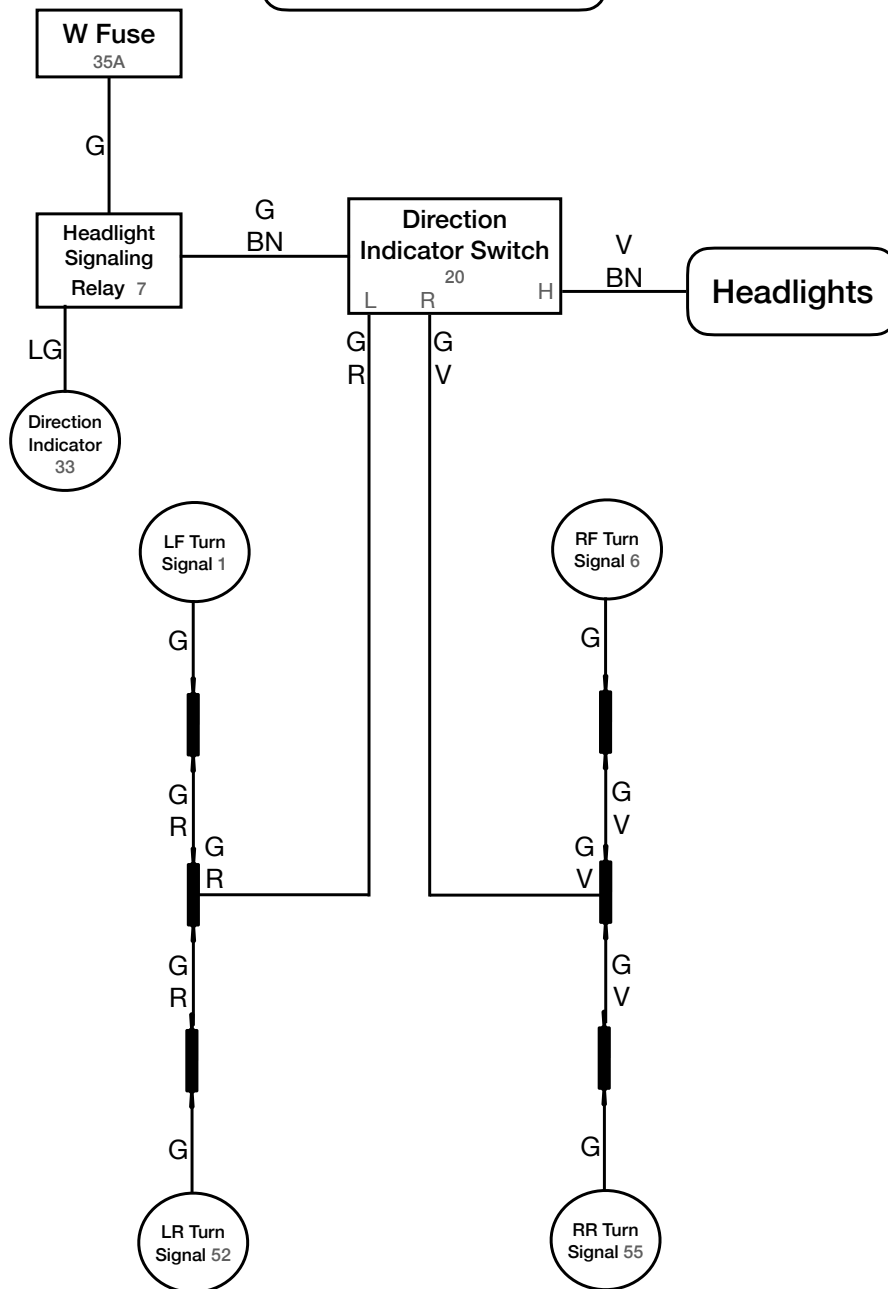 W Fuse
35A
G
Headlight
Signaling
Relay 7
G
BN
Direction
Indicator Switch
20
L
R
H
V
BN
Headlights
LG
G
R
G
V
Direction
Indicator
33
LF Turn
Signal 1
RF Turn
Signal 6
G
G
G
R
G
V
G
R
G
V
G
R
G
V
G
G
LR Turn
Signal 52
RR Turn
Signal 55